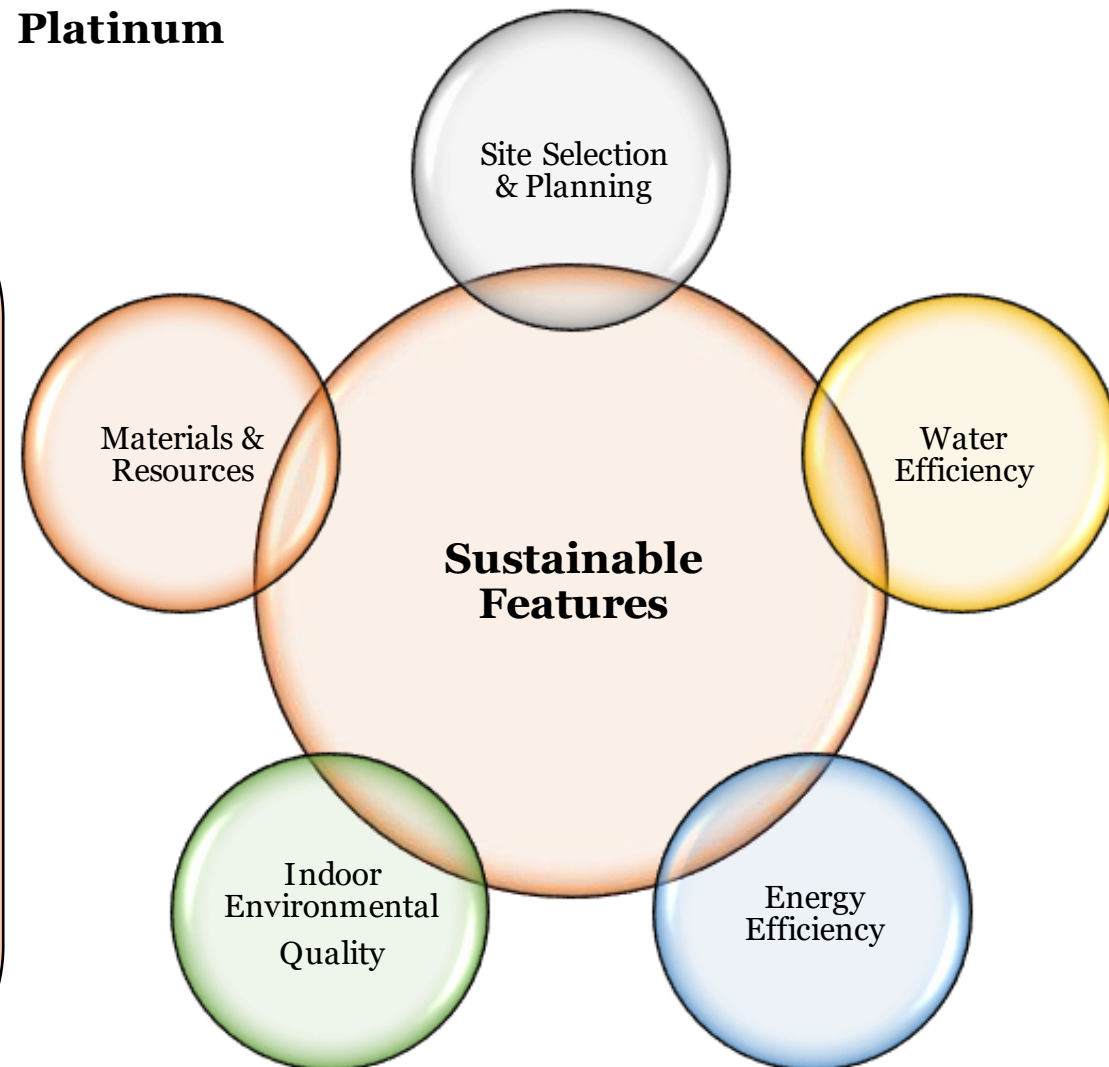 Platinum
Site Selection
& Planning
Materials &
Resources
Water
Efficiency
Sustainable
Features
Indoor
Environmental
Quality
Energy
Efficiency